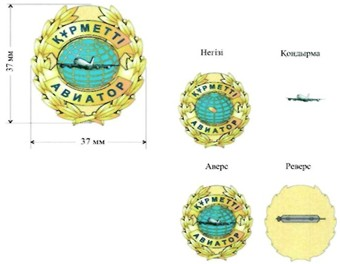 ҚҰРМЕТТІ
АВИАТОР
37 мм
37 мм
Негізі
Қондырма
ҚҰРМЕТТІ
АВИАТОР
Аверс
Реверс
ҚҰРМЕТТІ
АВИАТОР